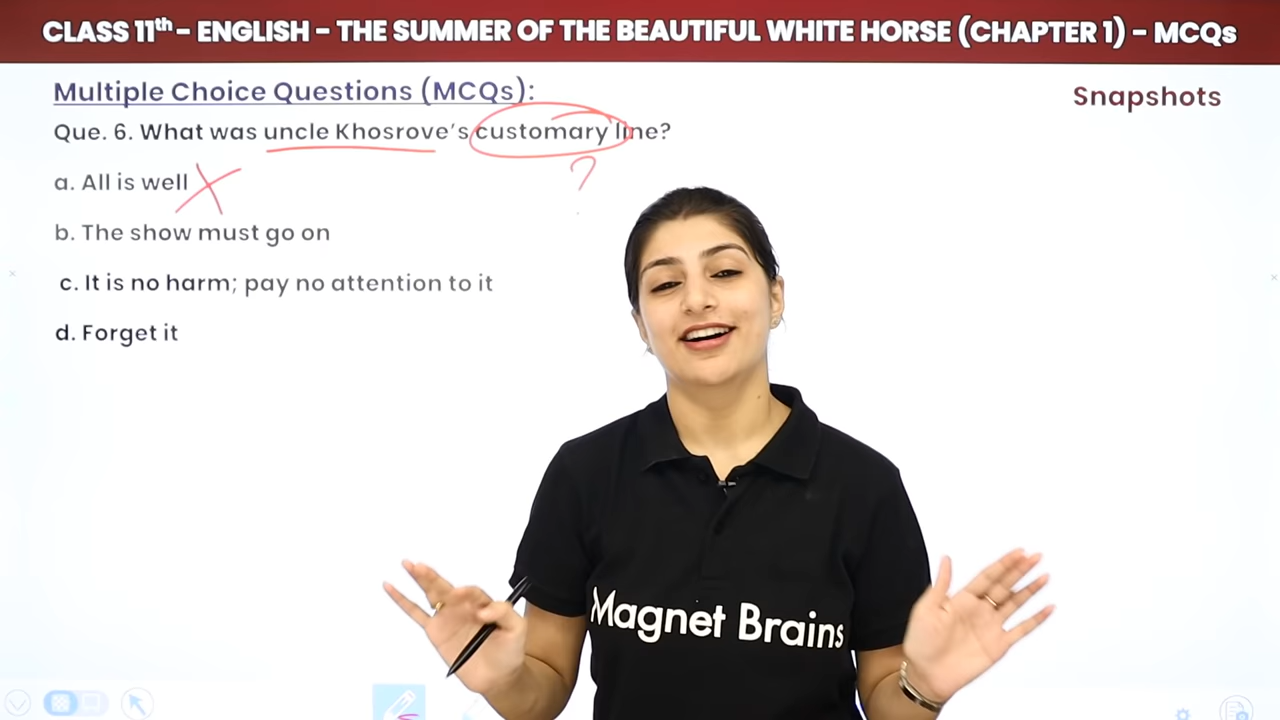 CLASS 11th - ENGLISH - THE SUMMER OF THE BEAUTIFUL WHITE HORSE (CHAPTER 1) - MCQs
Multiple Choice Questions (MCQs):
Snapshots
Que. 6. What was uncle Khosrove's customary line?
?
a. All is well
b. The show must go on
c. It is no harm; pay no attention to it
d. Forget it
Magnet Brains